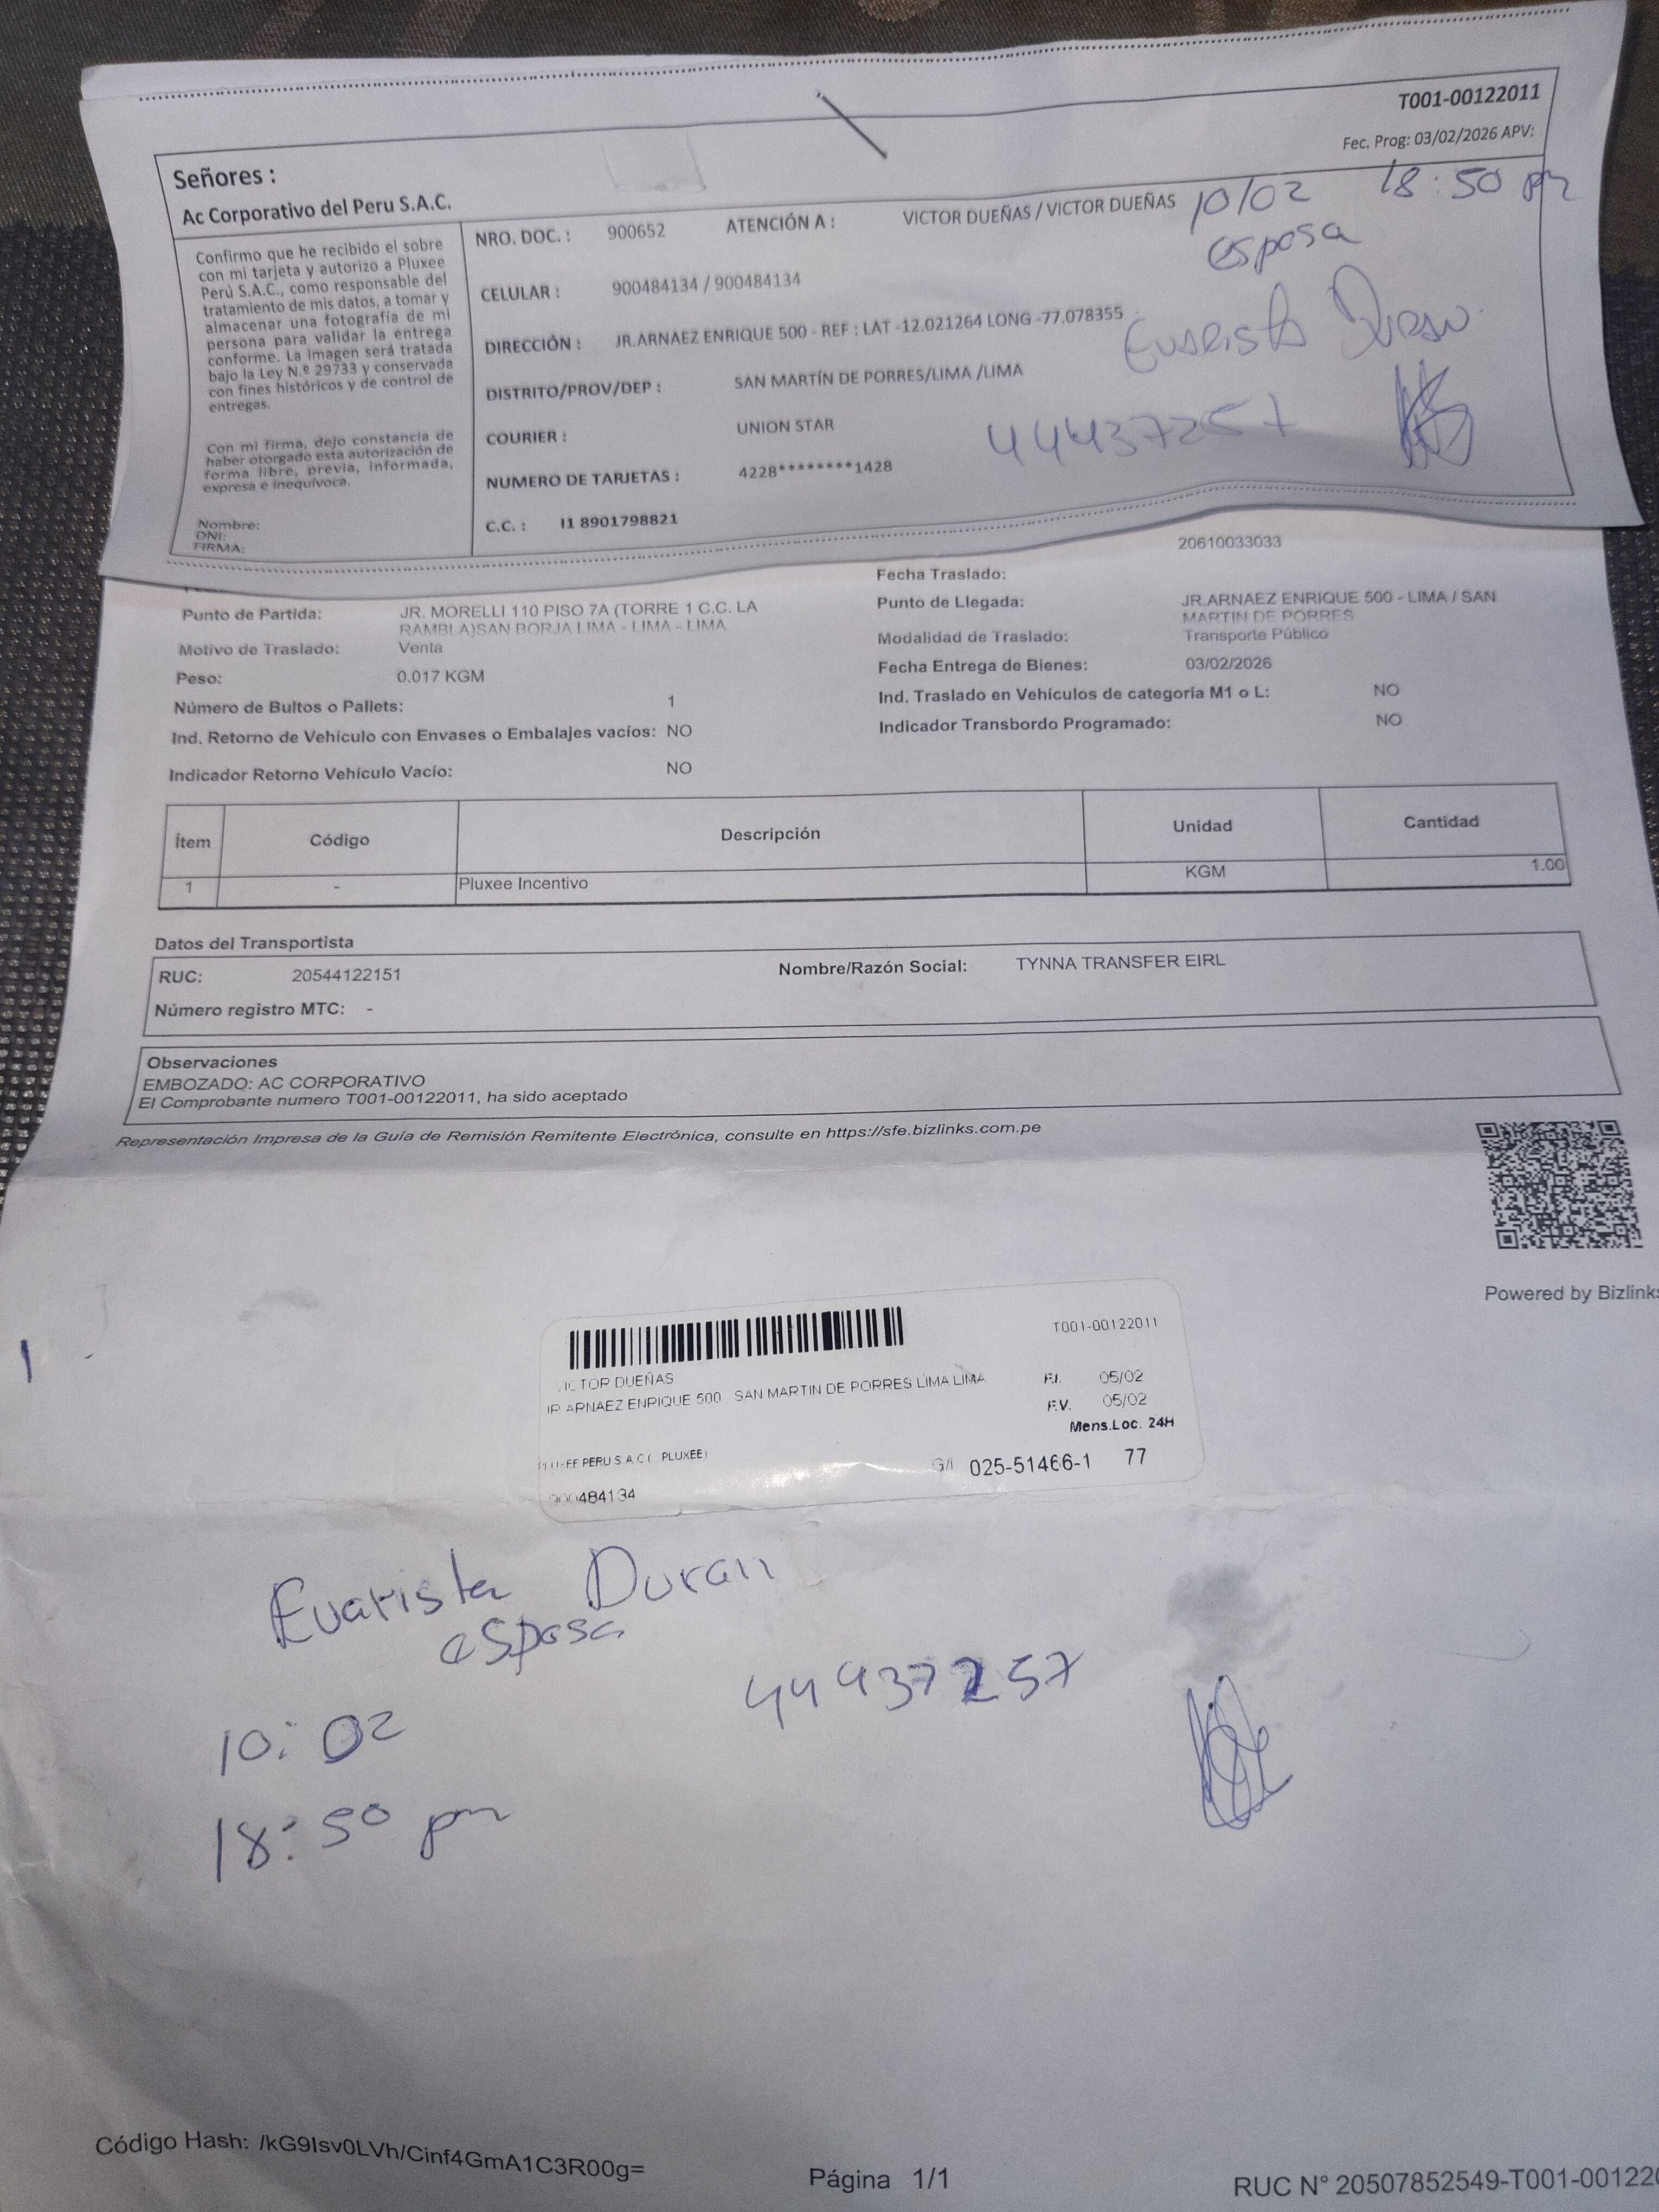 T001-00122011
Fec. Prog: 03/02/2026 APV:
Señores :
Ac Corporativo del Peru S.A.C.
10/02 18:50 pm
esposa
Confirmo que he recibido el sobre
con mi tarjeta y autorizo a Pluxee
Perú S.A.C., como responsable del
tratamiento de mis datos, a tomar y
almacenar una fotografía de mi
persona para validar la entrega
conforme. La imagen será tratada
bajo la Ley N.º 29733 y conservada
con fines históricos y de control de
entregas.
Con mi firma, dejo constancia de
haber otorgado esta autorización de
forma libre, previa, informada,
expresa e inequívoca.
Nombre:
DNI:
FIRMA:
NRO. DOC. : 900652 ATENCIÓN A : VICTOR DUEÑAS / VICTOR DUEÑAS
CELULAR : 900484134 / 900484134
DIRECCIÓN : JR.ARNAEZ ENRIQUE 500 - REF : LAT -12.021264 LONG -77.078355
DISTRITO/PROV/DEP : SAN MARTÍN DE PORRES/LIMA /LIMA
COURIER : UNION STAR
44437257
NUMERO DE TARJETAS : 4228********1428
C.C. : I1 8901798821
20610033033
Fecha Traslado:
Punto de Partida: JR. MORELLI 110 PISO 7A (TORRE 1 C.C. LA
RAMBLA)SAN BORJA LIMA - LIMA - LIMA
Punto de Llegada: JR.ARNAEZ ENRIQUE 500 - LIMA / SAN
MARTIN DE PORRES
Motivo de Traslado: Venta
Modalidad de Traslado: Transporte Público
Peso: 0.017 KGM
Fecha Entrega de Bienes: 03/02/2026
Número de Bultos o Pallets: 1
Ind. Traslado en Vehículos de categoría M1 o L: NO
Ind. Retorno de Vehículo con Envases o Embalajes vacíos: NO
Indicador Transbordo Programado: NO
Indicador Retorno Vehículo Vacío: NO
Ítem Código Descripción Unidad Cantidad
1 - Pluxee Incentivo KGM 1.00
Datos del Transportista
RUC: 20544122151 Nombre/Razón Social: TYNNA TRANSFER EIRL
Número registro MTC: -
Observaciones
EMBOZADO: AC CORPORATIVO
El Comprobante numero T001-00122011, ha sido aceptado
Representación Impresa de la Guía de Remisión Remitente Electrónica, consulte en https://sfe.bizlinks.com.pe
Powered by Bizlinks
T001-00122011
VICTOR DUEÑAS
JR ARNAEZ ENRIQUE 500 SAN MARTIN DE PORRES LIMA LIMA
F.I. 05/02
F.V. 05/02
Mens.Loc. 24H
PLUXEE PERU S A C ( PLUXEE)
G/I 025-51466-1 77
900484134
Evarista Duran
esposa
44437257
10: 02
18:50 pm
Código Hash: /kG9Isv0LVh/Cinf4GmA1C3R00g=
Página 1/1
RUC N° 20507852549-T001-001220